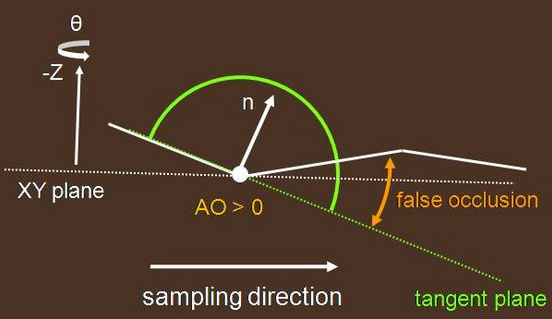 θ
-Z
n
XY plane
AO > 0
false occlusion
sampling direction
tangent plane